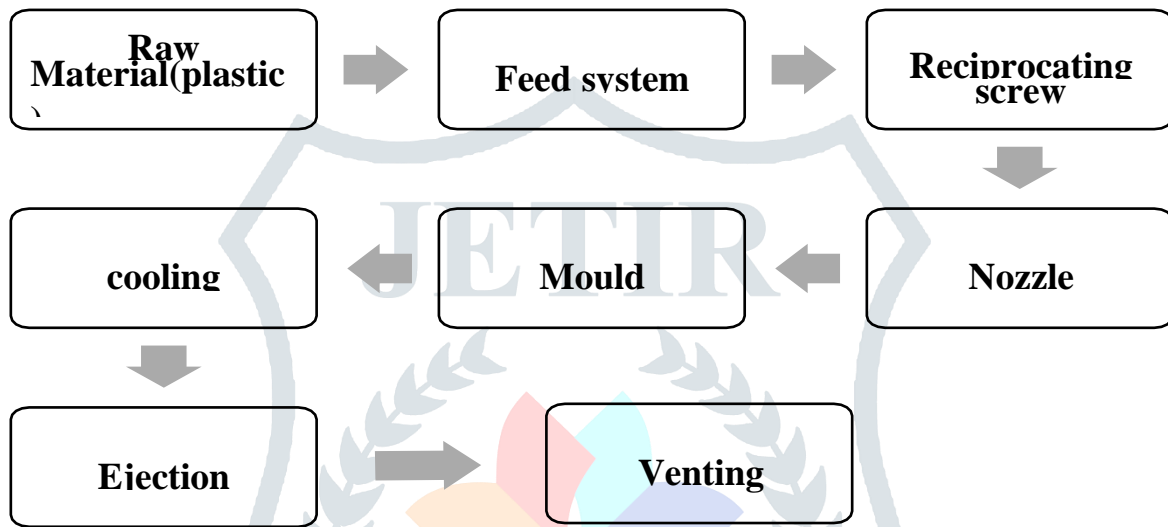 Raw
Material(plastic
)
Feed system
Reciprocating
screw
Nozzle
Mould
cooling
Ejection
Venting
JETIR